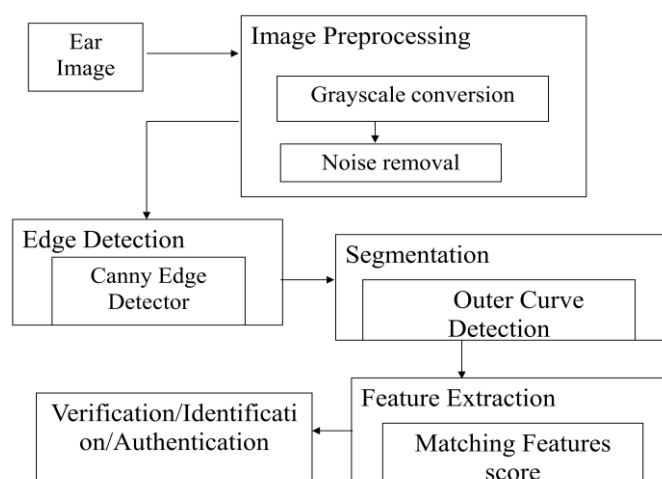 Ear
Image
Image Preprocessing
Grayscale conversion
Noise removal
Edge Detection
Canny Edge
Detector
Segmentation
Outer Curve
Detection
Feature Extraction
Matching Features
score
Verification/Identificati
on/Authentication